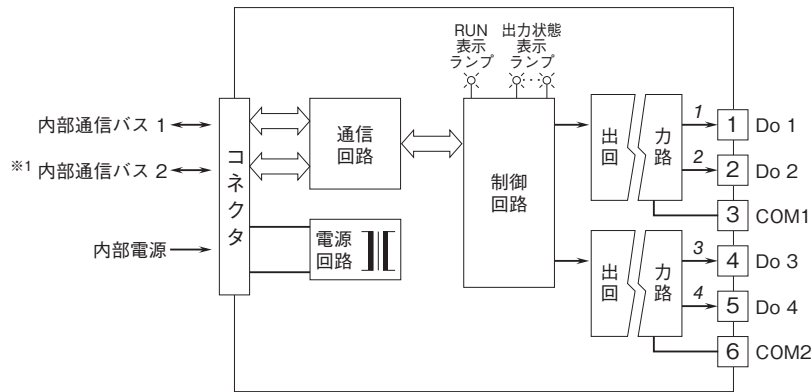 RUN
表示
ランプ
出力状態
表示
ランプ
内部通信バス 1
※1 内部通信バス 2
内部電源
コネクタ
通信
回路
電源
回路
制御
回路
出力
回路
1
2
1 Do 1
2 Do 2
3 COM1
出力
回路
3
4
4 Do 3
5 Do 4
6 COM2